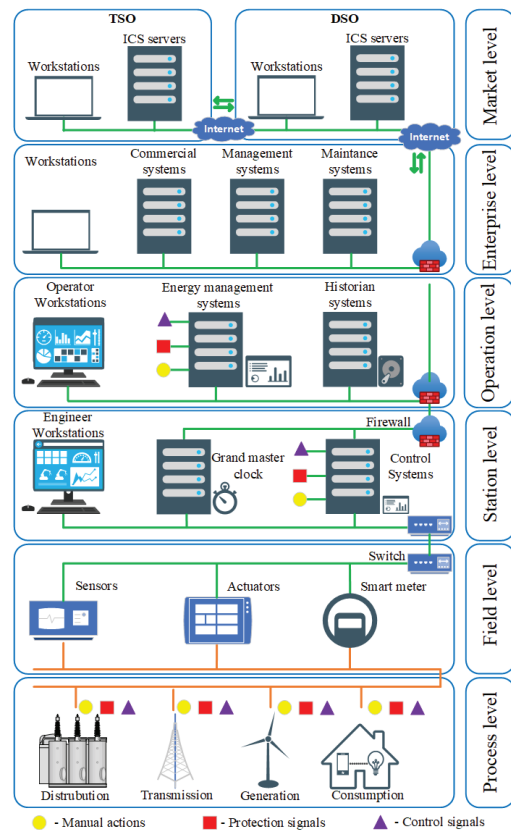 TSO
DSO
ICS servers
ICS servers
Workstations
Workstations
Internet
Internet
Market level
Workstations
Commercial
systems
Management
systems
Maintance
systems
Enterprise level
Operator
Workstations
Energy management
systems
Historian
systems
Operation level
Engineer
Workstations
Firewall
Grand master
clock
Control
Systems
Station level
Switch
Sensors
Actuators
Smart meter
Field level
Distrubution
Transmission
Generation
Consumption
Process level
- Manual actions
- Protection signals
- Control signals